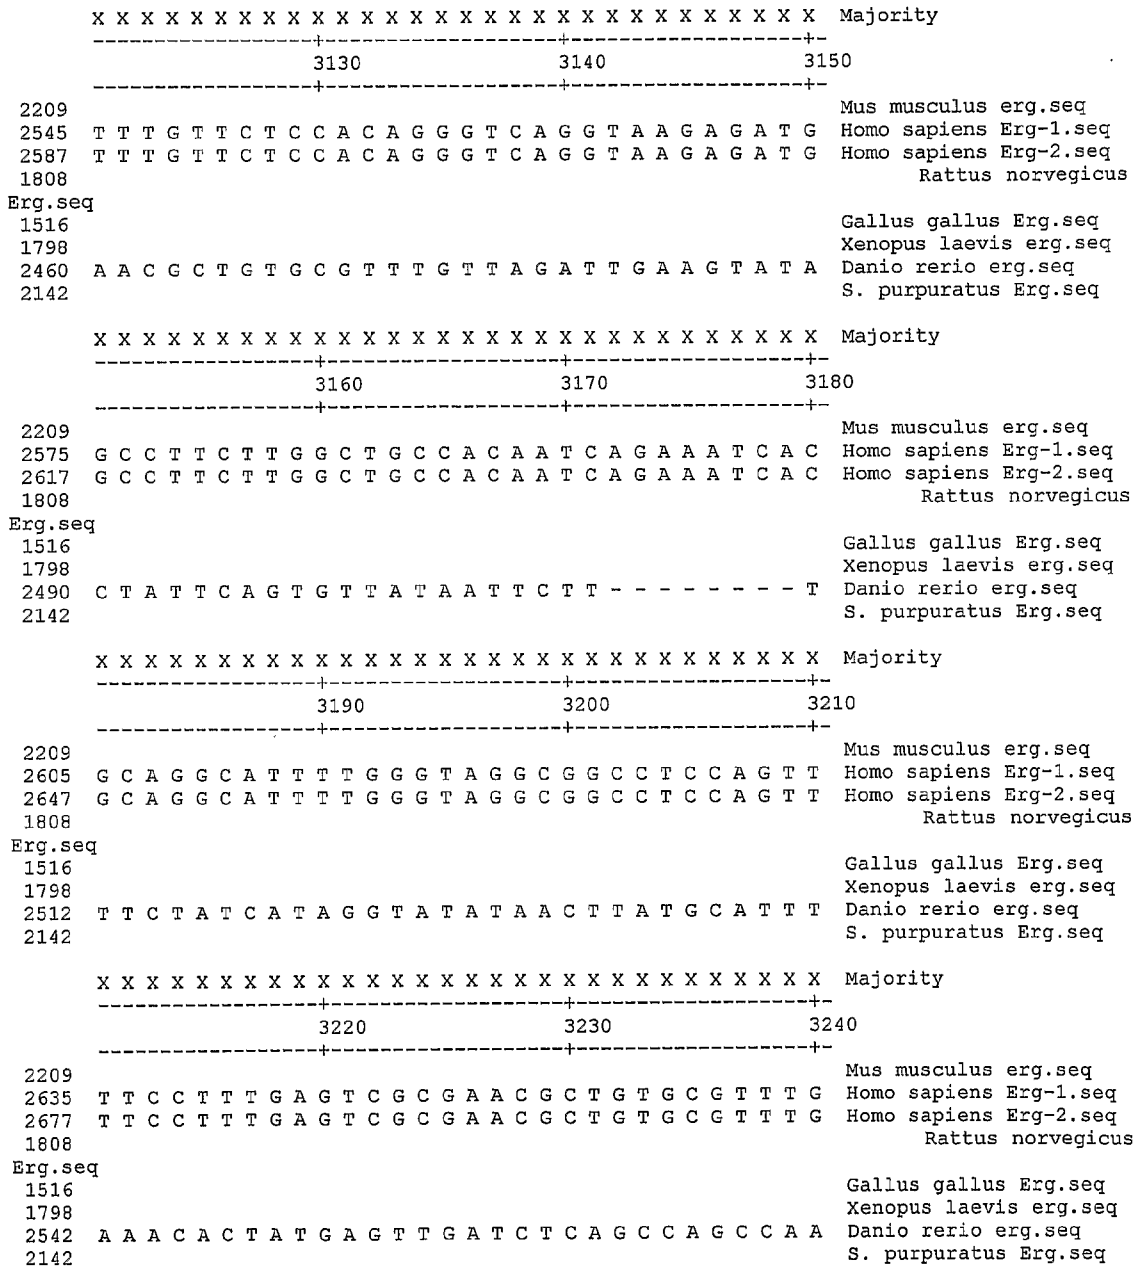 X X X X X X X X X X X X X X X X X X X X X X X X X X X X X X Majority
------------------+-------------------+-------------------+-
3130 3140 3150
------------------+-------------------+-------------------+-
2209 Mus musculus erg.seq
2545 T T T G T T C T C C A C A G G G T C A G G T A A G A G A T G Homo sapiens Erg-1.seq
2587 T T T G T T C T C C A C A G G G T C A G G T A A G A G A T G Homo sapiens Erg-2.seq
1808 Rattus norvegicus
Erg.seq
1516 Gallus gallus Erg.seq
1798 Xenopus laevis erg.seq
2460 A A C G C T G T G C G T T T G T T A G A T T G A A G T A T A Danio rerio erg.seq
2142 S. purpuratus Erg.seq
X X X X X X X X X X X X X X X X X X X X X X X X X X X X X X Majority
------------------+-------------------+-------------------+-
3160 3170 3180
------------------+-------------------+-------------------+-
2209 Mus musculus erg.seq
2575 G C C T T C T T G G C T G C C A C A A T C A G A A A T C A C Homo sapiens Erg-1.seq
2617 G C C T T C T T G G C T G C C A C A A T C A G A A A T C A C Homo sapiens Erg-2.seq
1808 Rattus norvegicus
Erg.seq
1516 Gallus gallus Erg.seq
1798 Xenopus laevis erg.seq
2490 C T A T T C A G T G T T A T A A T T C T T - - - - - - - - T Danio rerio erg.seq
2142 S. purpuratus Erg.seq
X X X X X X X X X X X X X X X X X X X X X X X X X X X X X X Majority
------------------+-------------------+-------------------+-
3190 3200 3210
------------------+-------------------+-------------------+-
2209 Mus musculus erg.seq
2605 G C A G G C A T T T T G G G T A G G C G G C C T C C A G T T Homo sapiens Erg-1.seq
2647 G C A G G C A T T T T G G G T A G G C G G C C T C C A G T T Homo sapiens Erg-2.seq
1808 Rattus norvegicus
Erg.seq
1516 Gallus gallus Erg.seq
1798 Xenopus laevis erg.seq
2512 T T C T A T C A T A G G T A T A T A A C T T A T G C A T T T Danio rerio erg.seq
2142 S. purpuratus Erg.seq
X X X X X X X X X X X X X X X X X X X X X X X X X X X X X X Majority
------------------+-------------------+-------------------+-
3220 3230 3240
------------------+-------------------+-------------------+-
2209 Mus musculus erg.seq
2635 T T C C T T T G A G T C G C G A A C G C T G T G C G T T T G Homo sapiens Erg-1.seq
2677 T T C C T T T G A G T C G C G A A C G C T G T G C G T T T G Homo sapiens Erg-2.seq
1808 Rattus norvegicus
Erg.seq
1516 Gallus gallus Erg.seq
1798 Xenopus laevis erg.seq
2542 A A A C A C T A T G A G T T G A T C T C A G C C A G C C A A Danio rerio erg.seq
2142 S. purpuratus Erg.seq